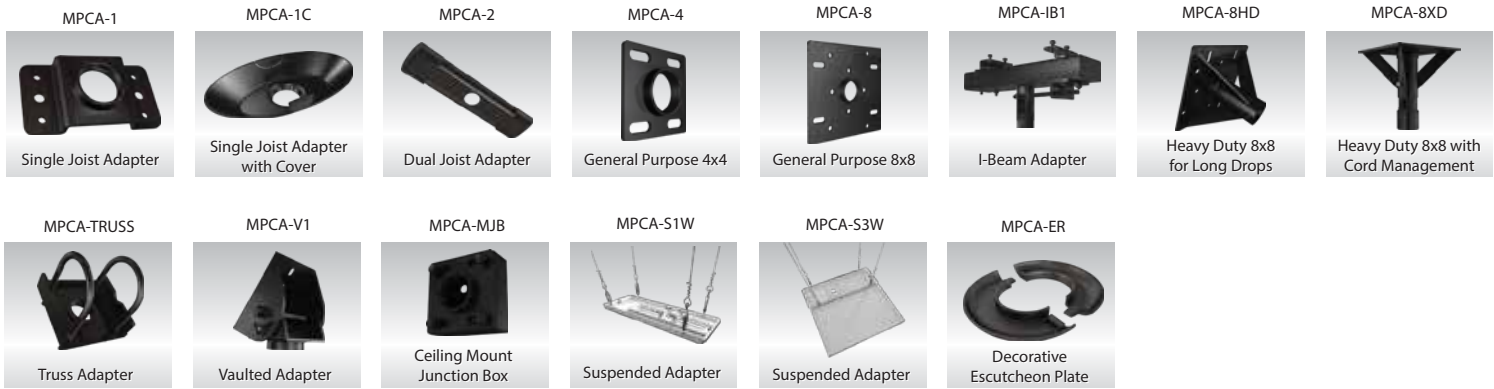 MPCA-1
MPCA-1C
MPCA-2
MPCA-4
MPCA-8
MPCA-IB1
MPCA-8HD
MPCA-8XD
Single Joist Adapter
Single Joist Adapter
with Cover
Dual Joist Adapter
General Purpose 4x4
General Purpose 8x8
I-Beam Adapter
Heavy Duty 8x8
for Long Drops
Heavy Duty 8x8 with
Cord Management
MPCA-TRUSS
MPCA-V1
MPCA-MJB
MPCA-S1W
MPCA-S3W
MPCA-ER
Truss Adapter
Vaulted Adapter
Ceiling Mount
Junction Box
Suspended Adapter
Suspended Adapter
Decorative
Escutcheon Plate